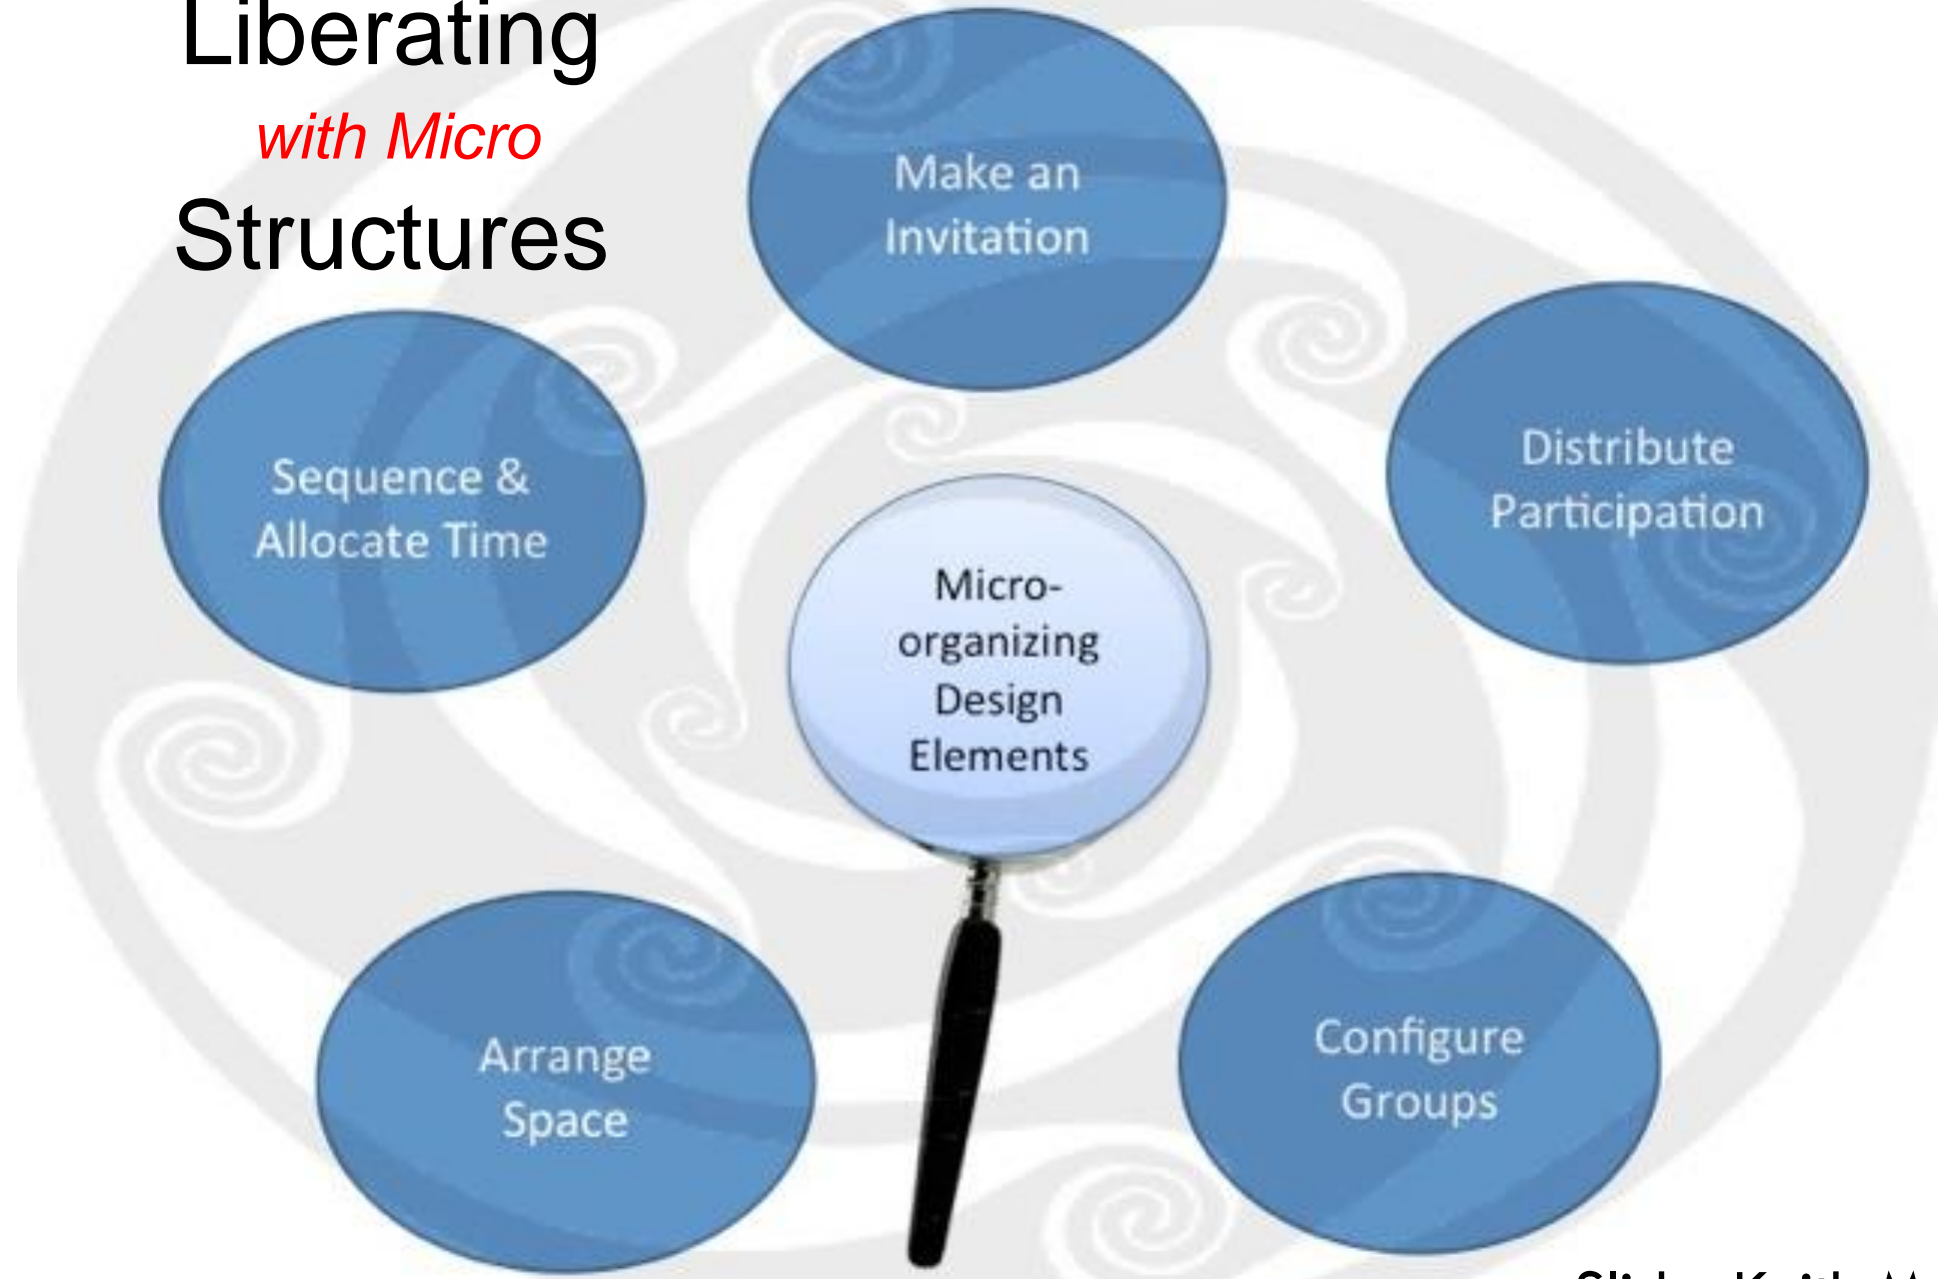 Liberating
with Micro
Structures
Make an
Invitation
Distribute
Participation
Sequence &
Allocate Time
Micro-
organizing
Design
Elements
Configure
Groups
Arrange
Space